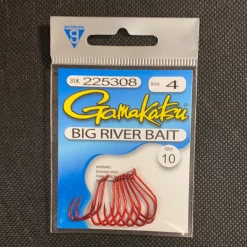 Stk# 225308 Size 4
Gamakatsu
BIG RIVER BAIT
Qty:
10